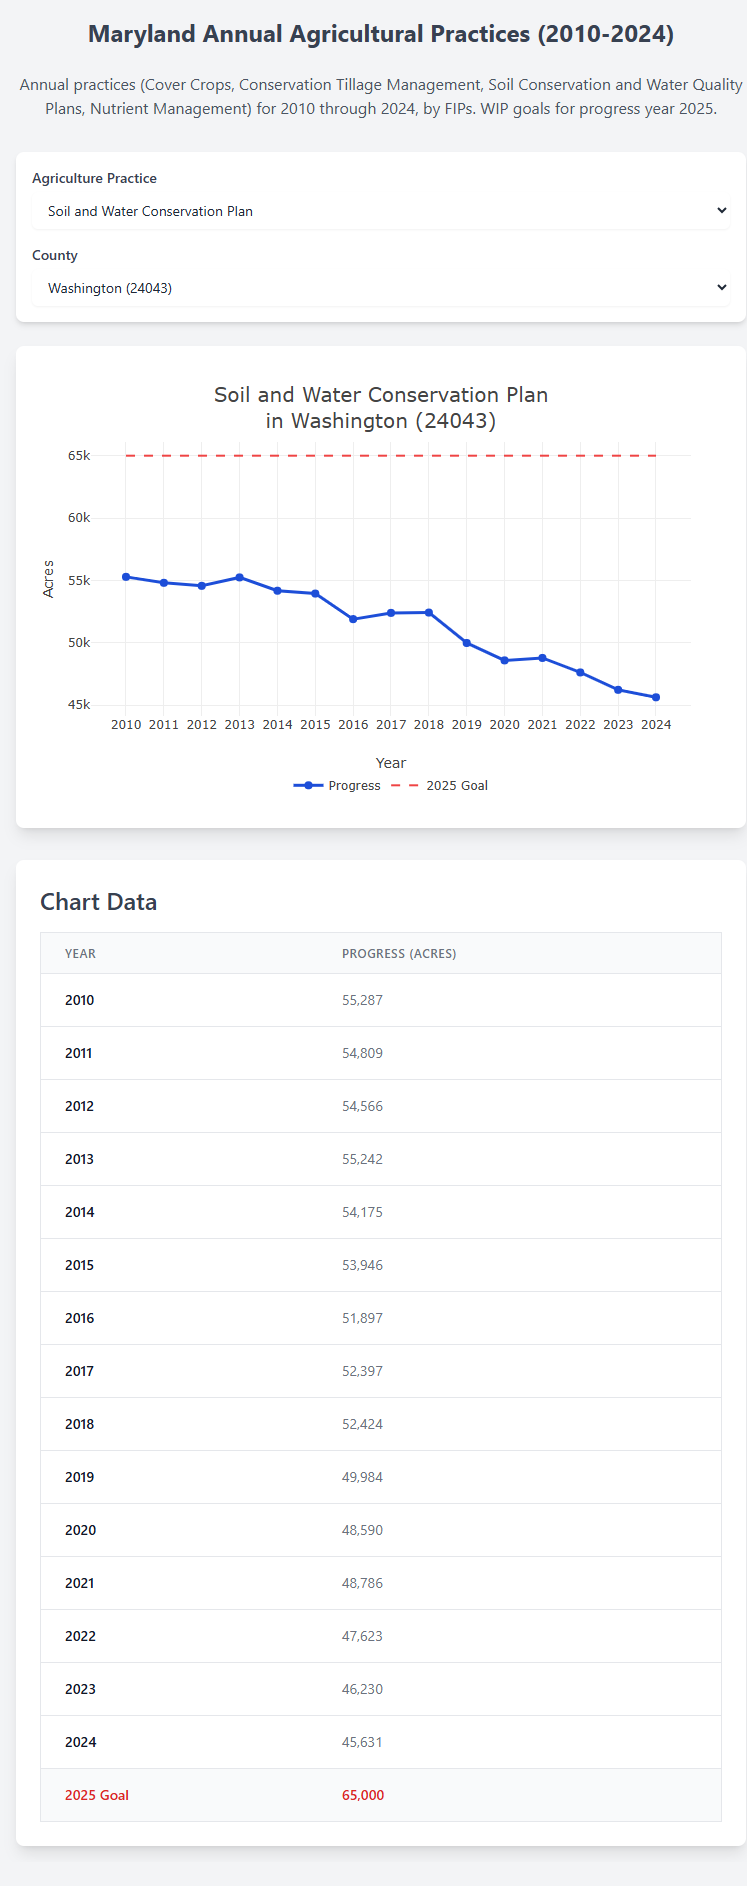 Maryland Annual Agricultural Practices (2010-2024)
Annual practices (Cover Crops, Conservation Tillage Management, Soil Conservation and Water Quality
Plans, Nutrient Management) for 2010 through 2024, by FIPs. WIP goals for progress year 2025.
Agriculture Practice
Soil and Water Conservation Plan
County
Washington (24043)
Soil and Water Conservation Plan
in Washington (24043)
65k
60k
55k
50k
45k
Acres
2010 2011 2012 2013 2014 2015 2016 2017 2018 2019 2020 2021 2022 2023 2024
Year
Progress 2025 Goal
Chart Data
YEAR PROGRESS (ACRES)
2010 55,287
2011 54,809
2012 54,566
2013 55,242
2014 54,175
2015 53,946
2016 51,897
2017 52,397
2018 52,424
2019 49,984
2020 48,590
2021 48,786
2022 47,623
2023 46,230
2024 45,631
2025 Goal 65,000